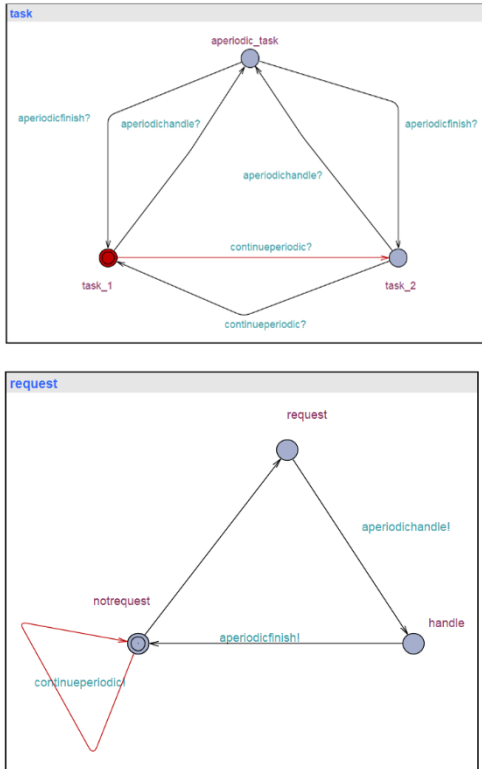 task
aperiodic_task
aperiodicfinish?
aperiodichandle?
aperiodicfinish?
aperiodichandle?
continueperiodic?
task_1
task_2
continueperiodic?
request
request
aperiodichandle!
notrequest
handle
aperiodicfinish!
continueperiodic!